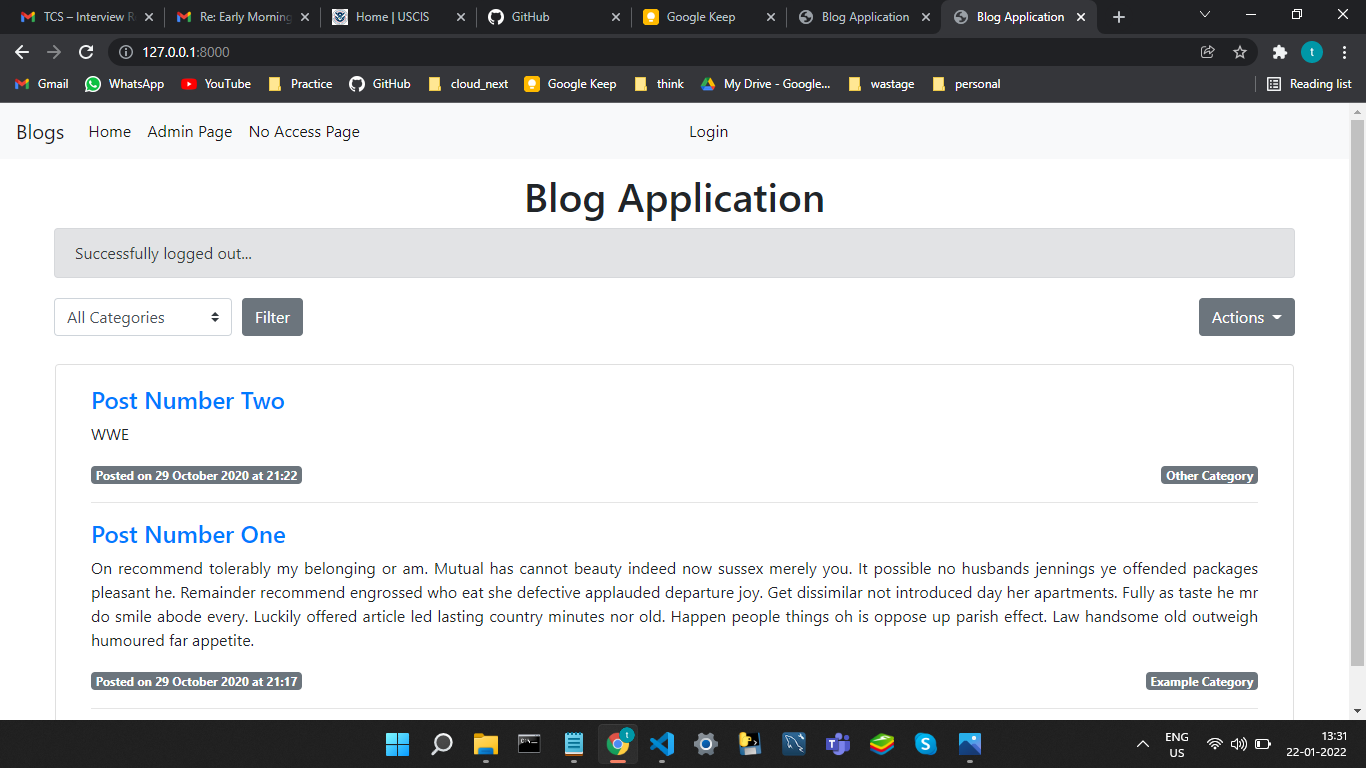 TCS – Interview R
Re: Early Morning
Home | USCIS
GitHub
Google Keep
Blog Application
Blog Application
127.0.0.1:8000
t
Gmail
WhatsApp
YouTube
Practice
GitHub
cloud_next
Google Keep
think
My Drive - Google...
wastage
personal
Reading list
Blogs
Home
Admin Page
No Access Page
Login
Blog Application
Successfully logged out...
All Categories
Filter
Actions
Post Number Two
WWE
Posted on 29 October 2020 at 21:22
Other Category
Post Number One
On recommend tolerably my belonging or am. Mutual has cannot beauty indeed now sussex merely you. It possible no husbands jennings ye offended packages
pleasant he. Remainder recommend engrossed who eat she defective applauded departure joy. Get dissimilar not introduced day her apartments. Fully as taste he mr
do smile abode every. Luckily offered article led lasting country minutes nor old. Happen people things oh is oppose up parish effect. Law handsome old outweigh
humoured far appetite.
Posted on 29 October 2020 at 21:17
Example Category
t
ENG
US
13:31
22-01-2022